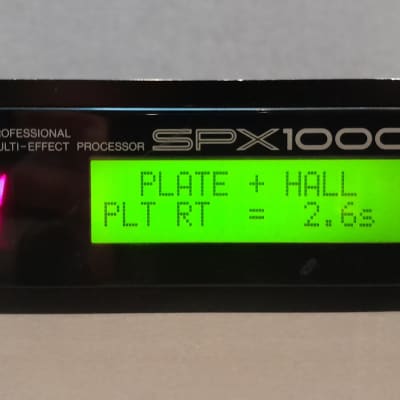 ROFESSIONAL
ULTI-EFFECT PROCESSOR SPX1000
PLATE + HALL
PLT RT = 2.6s